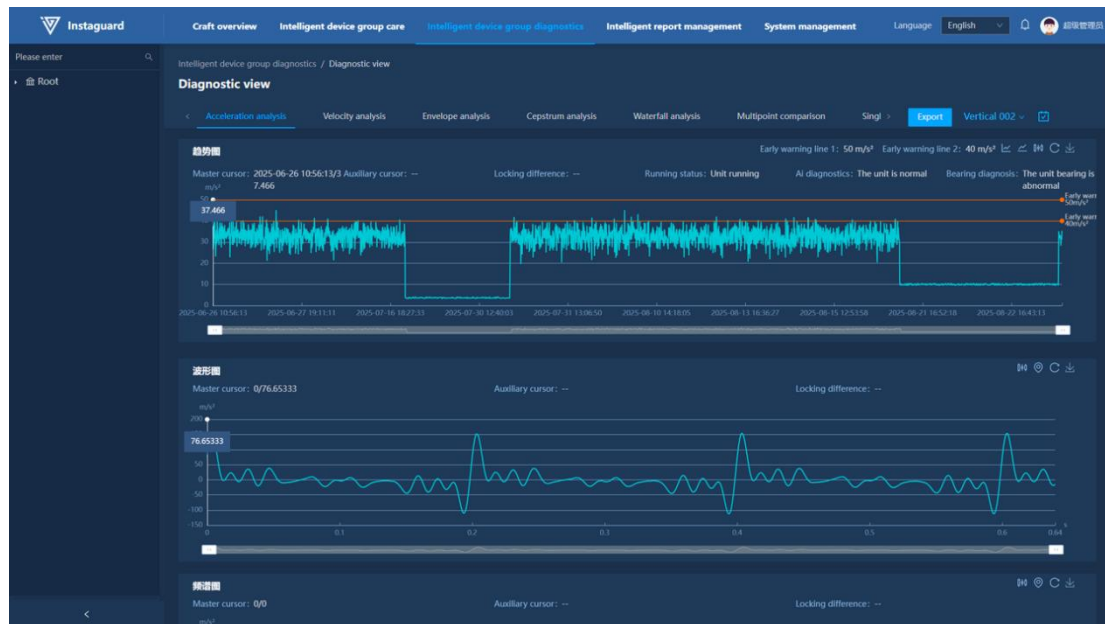 Instaguard
Craft overview
Intelligent device group care
Intelligent device group diagnostics
Intelligent report management
System management
Language
English
超级管理员
Please enter
Root
Intelligent device group diagnostics / Diagnostic view
Diagnostic view
Acceleration analysis
Velocity analysis
Envelope analysis
Cepstrum analysis
Waterfall analysis
Multipoint comparison
Singl
Export
Vertical 002
趋势图
Early warning line 1: 50 m/s² Early warning line 2: 40 m/s²
Master cursor: 2025-06-26 10:56:13/3 Auxiliary cursor: --
7.466
Locking difference: --
Running status: Unit running
Ai diagnostics: The unit is normal
Bearing diagnosis: The unit bearing is
abnormal
m/s²
50
37.466
30
20
10
0
Early warn
50m/s²
Early warn
40m/s²
2025-06-26 10:56:13
2025-06-27 19:11:11
2025-07-16 18:27:33
2025-07-30 12:40:03
2025-07-31 13:06:50
2025-08-10 14:18:05
2025-08-13 16:36:27
2025-08-15 12:53:58
2025-08-21 16:52:18
2025-08-22 16:43:13
波形图
Master cursor: 0/76.65333
Auxiliary cursor: --
Locking difference: --
m/s²
200
76.65333
50
0
-50
-100
-150
0
0.1
0.2
0.3
0.4
0.5
0.6
0.64
s
频谱图
Master cursor: 0/0
Auxiliary cursor: --
Locking difference: --
m/s²